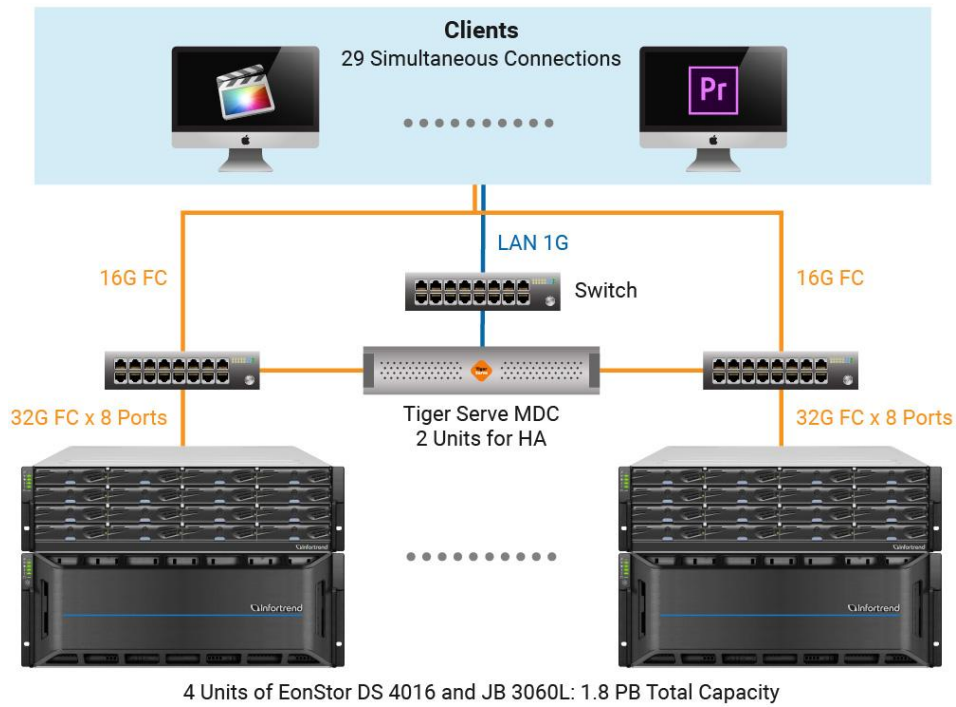 Clients
29 Simultaneous Connections
Pr
LAN 1G
16G FC
16G FC
Switch
Tiger Serve MDC
2 Units for HA
32G FC x 8 Ports
32G FC x 8 Ports
Infortrend
Infortrend
Infortrend
Infortrend
4 Units of EonStor DS 4016 and JB 3060L: 1.8 PB Total Capacity